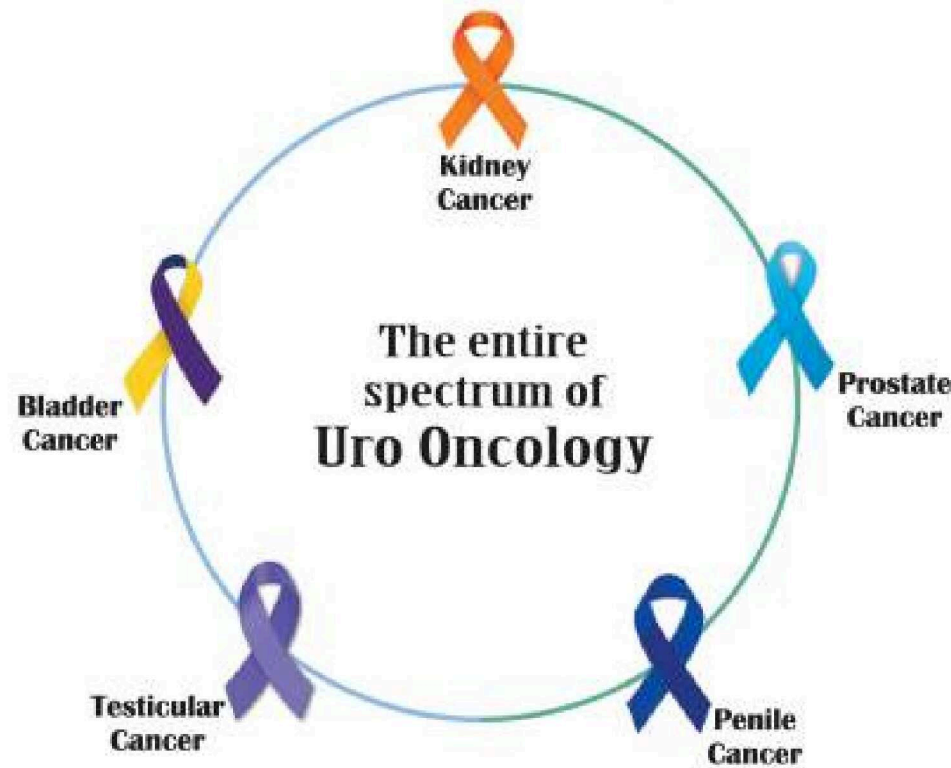 Kidney
Cancer
Prostate
Cancer
Penile
Cancer
Testicular
Cancer
Bladder
Cancer
The entire
spectrum of
Uro Oncology